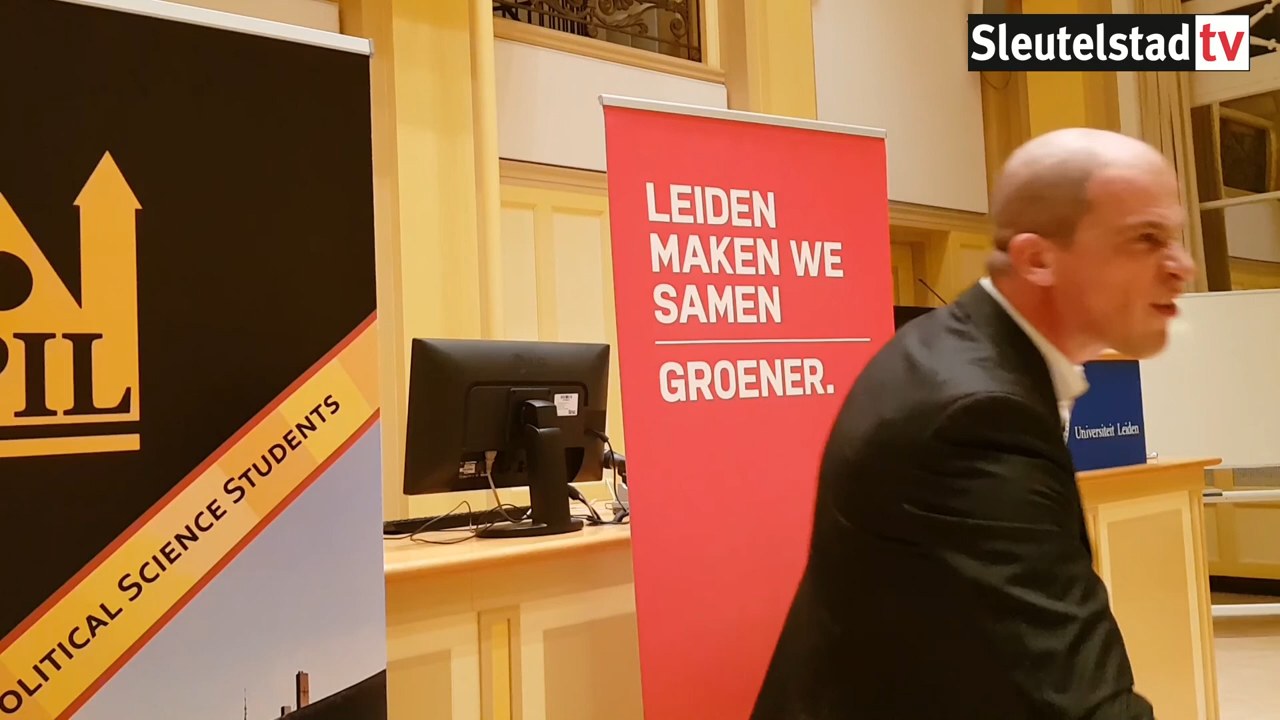 Sleutelstad tv
LEIDEN
MAKEN WE
SAMEN
GROENER.
PIL
OLITICAL SCIENCE STUDENTS
Universiteit Leiden